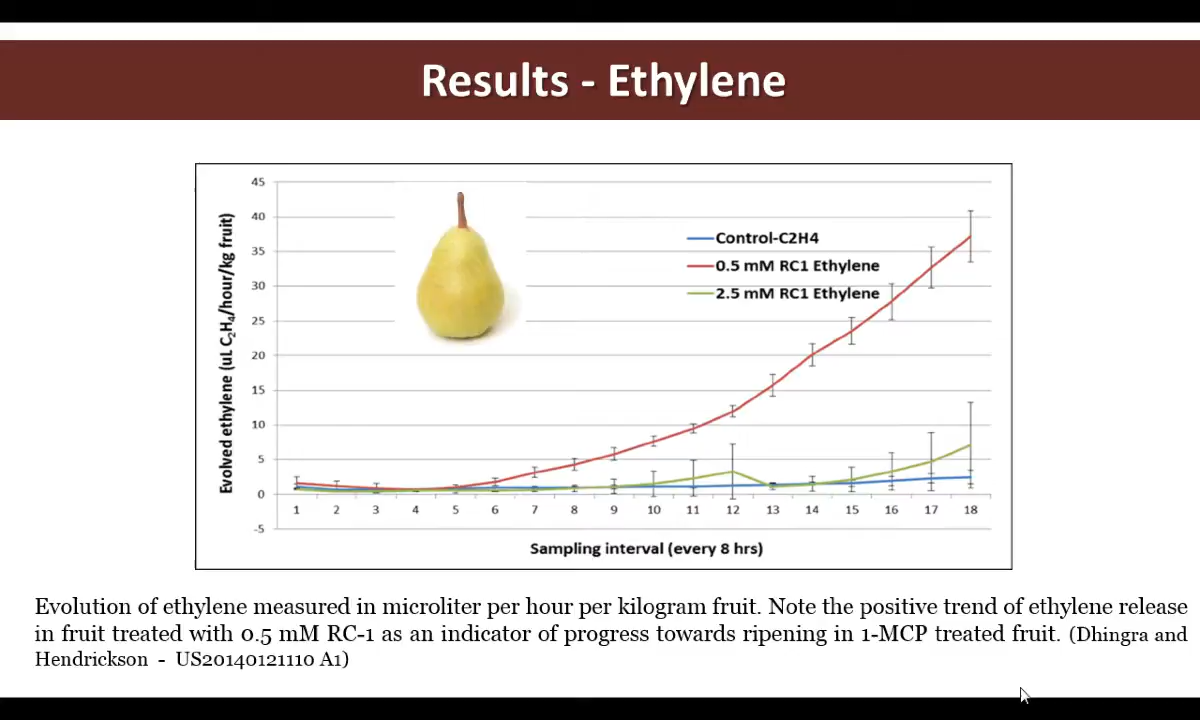 Results - Ethylene
45
40
35
30
25
20
15
10
5
0
-5
Evolved ethylene (uL C₂H₄/hour/kg fruit)
Control-C2H4
0.5 mM RC1 Ethylene
2.5 mM RC1 Ethylene
1 2 3 4 5 6 7 8 9 10 11 12 13 14 15 16 17 18
Sampling interval (every 8 hrs)
Evolution of ethylene measured in microliter per hour per kilogram fruit. Note the positive trend of ethylene release
in fruit treated with 0.5 mM RC-1 as an indicator of progress towards ripening in 1-MCP treated fruit. (Dhingra and
Hendrickson - US20140121110 A1)